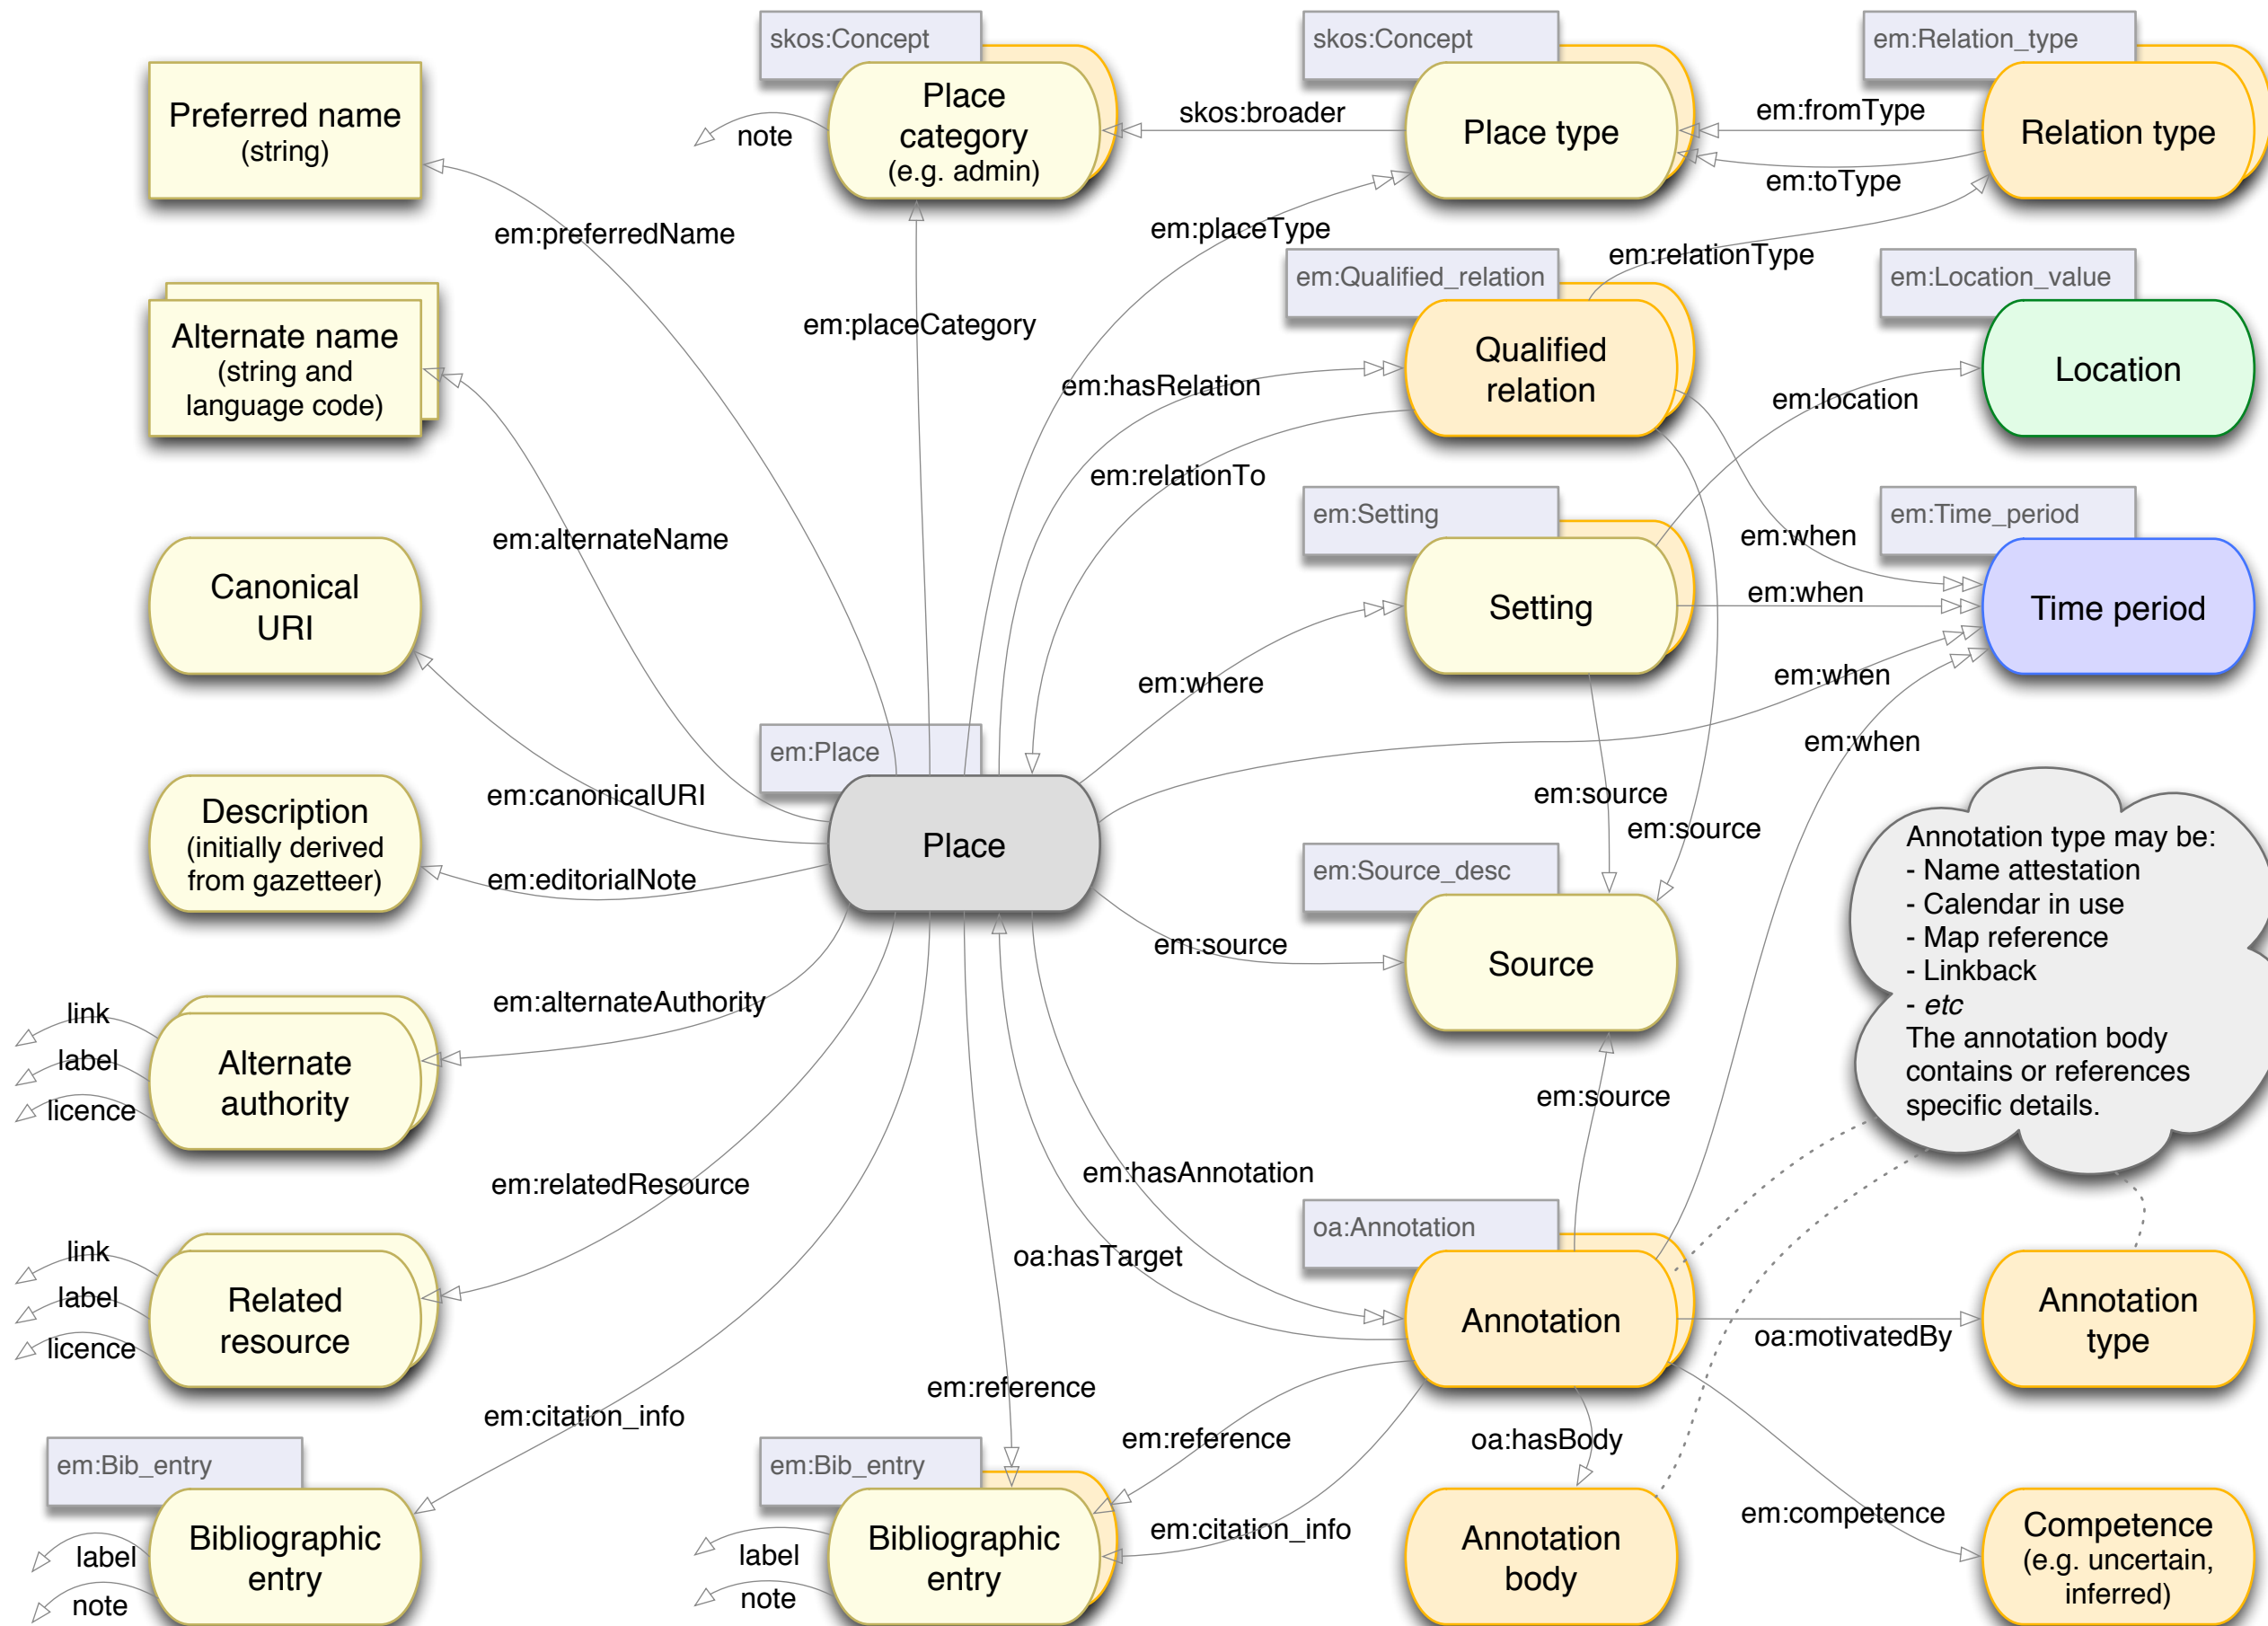 skos:Concept
skos:Concept
em:Relation_type
Preferred name
(string)
note
Place
category
(e.g. admin)
skos:broader
Place type
em:fromType
em:toType
Relation type
em:preferredName
em:placeType
em:relationType
em:Qualified_relation
em:Location_value
Alternate name
(string and
language code)
em:placeCategory
em:hasRelation
Qualified
relation
em:location
Location
em:relationTo
em:Setting
em:Time_period
em:alternateName
em:when
Canonical
URI
Setting
em:when
Time period
em:where
em:when
em:Place
em:when
em:canonicalURI
em:source
em:source
Description
(initially derived
from gazetteer)
em:editorialNote
Place
em:Source_desc
Annotation type may be:
- Name attestation
- Calendar in use
- Map reference
- Linkback
- etc
The annotation body
contains or references
specific details.
em:source
Source
link
label
licence
Alternate
authority
em:alternateAuthority
em:source
em:relatedResource
em:hasAnnotation
oa:Annotation
link
label
licence
Related
resource
oa:hasTarget
Annotation
oa:motivatedBy
Annotation
type
em:citation_info
em:reference
em:reference
oa:hasBody
em:Bib_entry
em:Bib_entry
em:citation_info
em:competence
label
note
Bibliographic
entry
label
note
Bibliographic
entry
Annotation
body
Competence
(e.g. uncertain,
inferred)